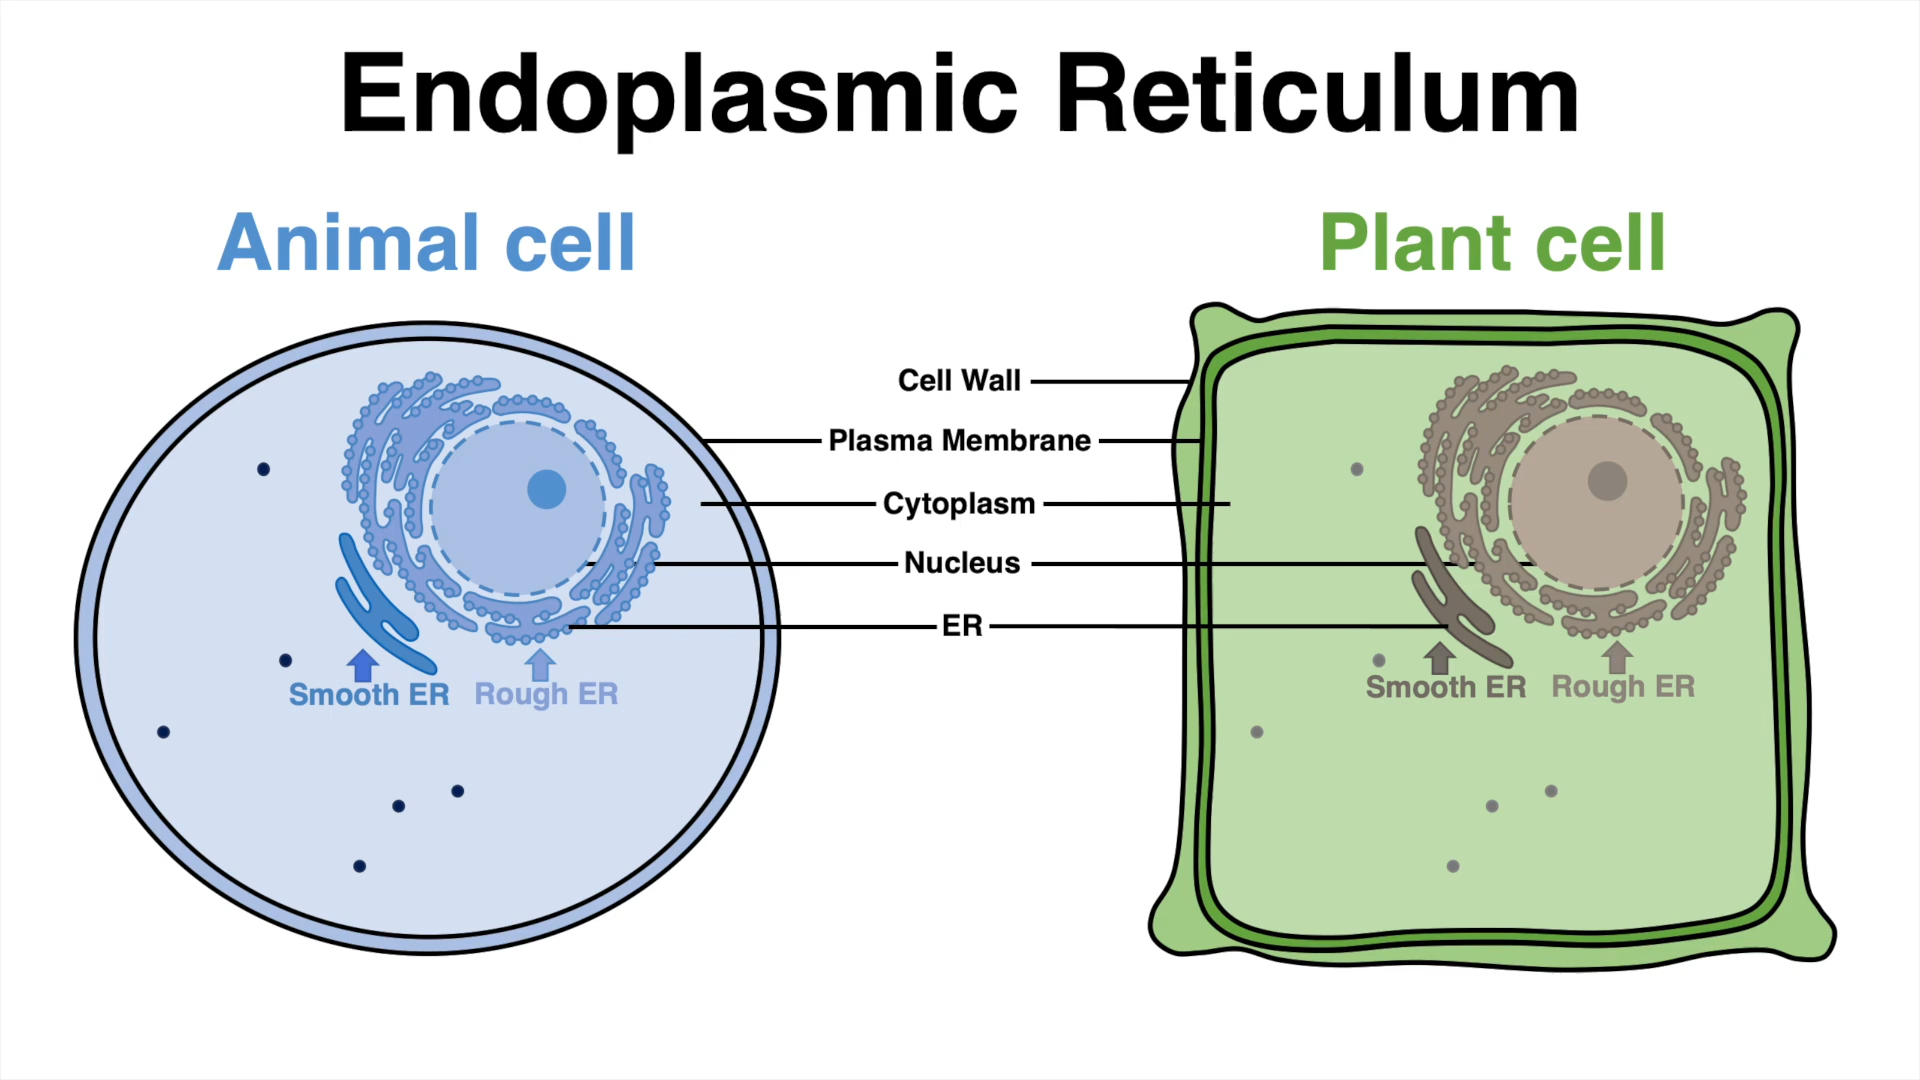 Endoplasmic Reticulum
Animal cell
Plant cell
Cell Wall
Plasma Membrane
Cytoplasm
Nucleus
ER
Smooth ER
Rough ER
Smooth ER
Rough ER